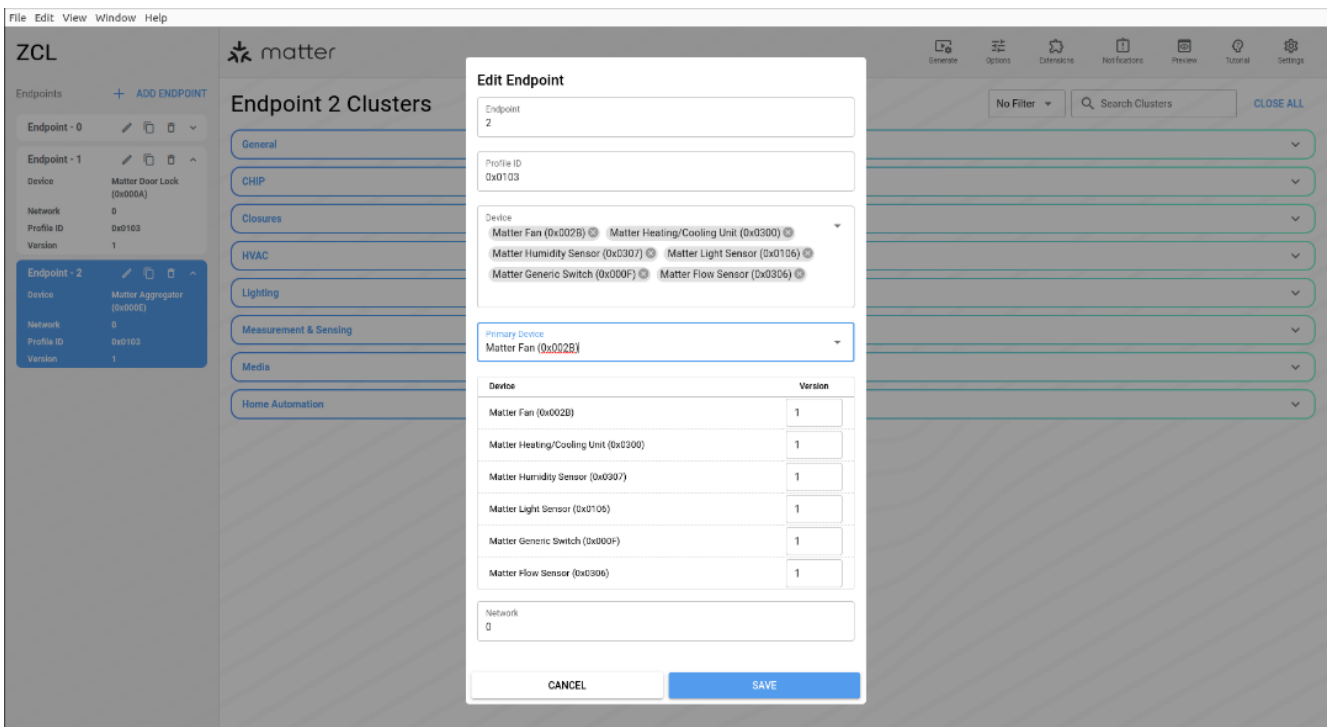 File Edit View Window Help
ZCL
matter
Generate
Options
Extensions
Notifications
Preview
Tutorial
Settings
Endpoints
+ ADD ENDPOINT
Endpoint - 0
Endpoint - 1
Device Matter Door Lock
(0x000A)
Network 0
Profile ID 0x0103
Version 1
Endpoint - 2
Device Matter Aggregator
(0x000E)
Network 0
Profile ID 0x0103
Version 1
Endpoint 2 Clusters
No Filter
Search Clusters
CLOSE ALL
General
CHIP
Closures
HVAC
Lighting
Measurement & Sensing
Media
Home Automation
Edit Endpoint
Endpoint
2
Profile ID
0x0103
Device
Matter Fan (0x002B) Matter Heating/Cooling Unit (0x0300)
Matter Humidity Sensor (0x0307) Matter Light Sensor (0x0106)
Matter Generic Switch (0x000F) Matter Flow Sensor (0x0306)
Primary Device
Matter Fan (0x002B)
Device Version
Matter Fan (0x002B) 1
Matter Heating/Cooling Unit (0x0300) 1
Matter Humidity Sensor (0x0307) 1
Matter Light Sensor (0x0106) 1
Matter Generic Switch (0x000F) 1
Matter Flow Sensor (0x0306) 1
Network
0
CANCEL
SAVE